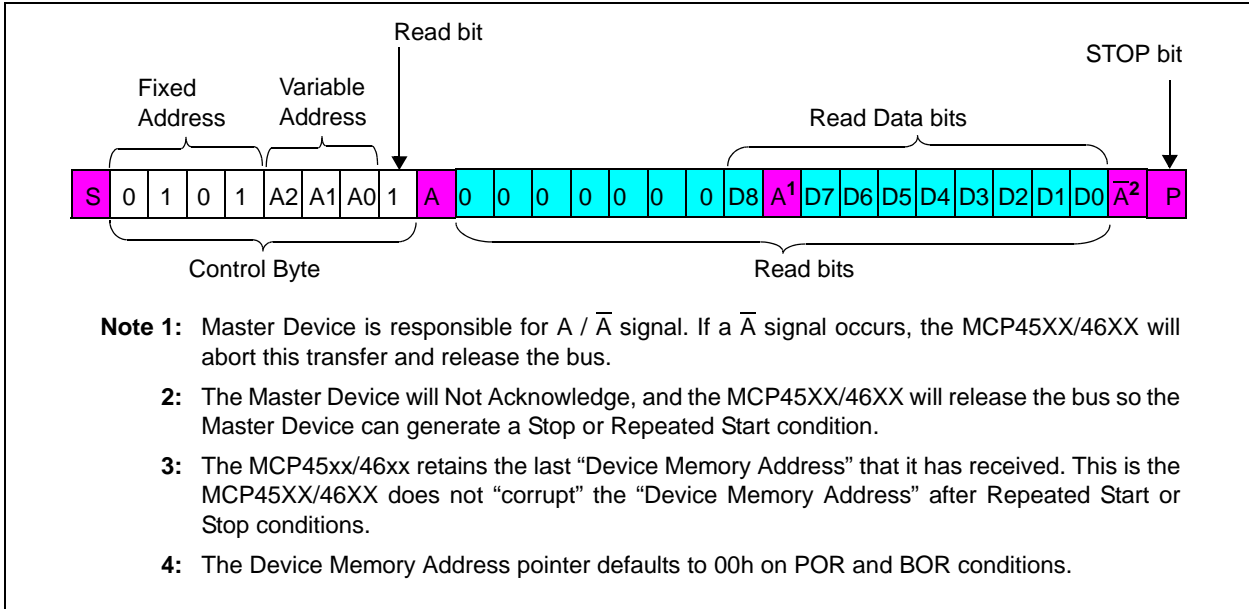 Read bit
STOP bit
Fixed Address
Variable Address
Read Data bits
S 0 1 0 1 A2 A1 A0 1 A 0 0 0 0 0 0 0 D8 A¹ D7 D6 D5 D4 D3 D2 D1 D0 A̅² P
Control Byte
Read bits
Note 1: Master Device is responsible for A / A̅ signal. If a A̅ signal occurs, the MCP45XX/46XX will
abort this transfer and release the bus.
2: The Master Device will Not Acknowledge, and the MCP45XX/46XX will release the bus so the
Master Device can generate a Stop or Repeated Start condition.
3: The MCP45xx/46xx retains the last “Device Memory Address” that it has received. This is the
MCP45XX/46XX does not “corrupt” the “Device Memory Address” after Repeated Start or
Stop conditions.
4: The Device Memory Address pointer defaults to 00h on POR and BOR conditions.